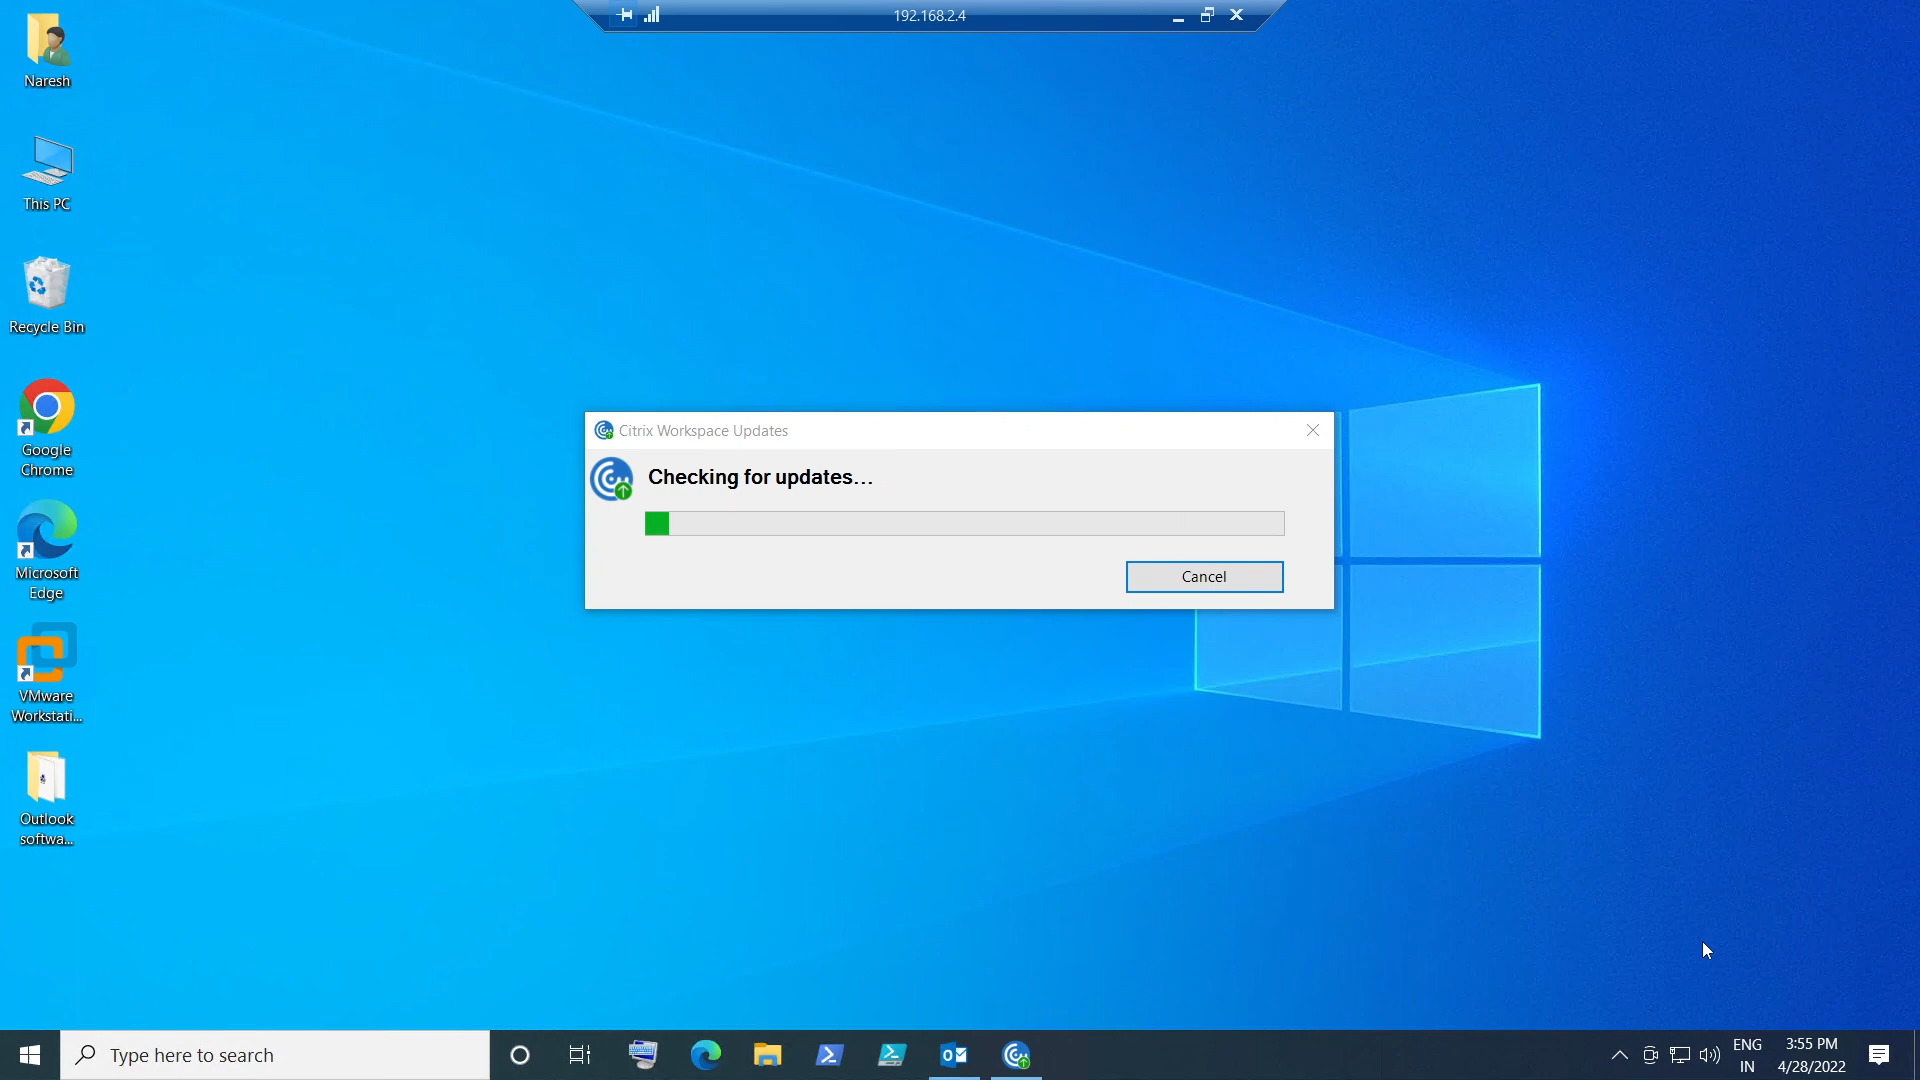 192.168.2.4
Naresh
This PC
Recycle Bin
Google
Chrome
Microsoft
Edge
VMware
Workstati...
Outlook
softwa...
Citrix Workspace Updates
Checking for updates...
Cancel
Type here to search
ENG
IN
3:55 PM
4/28/2022